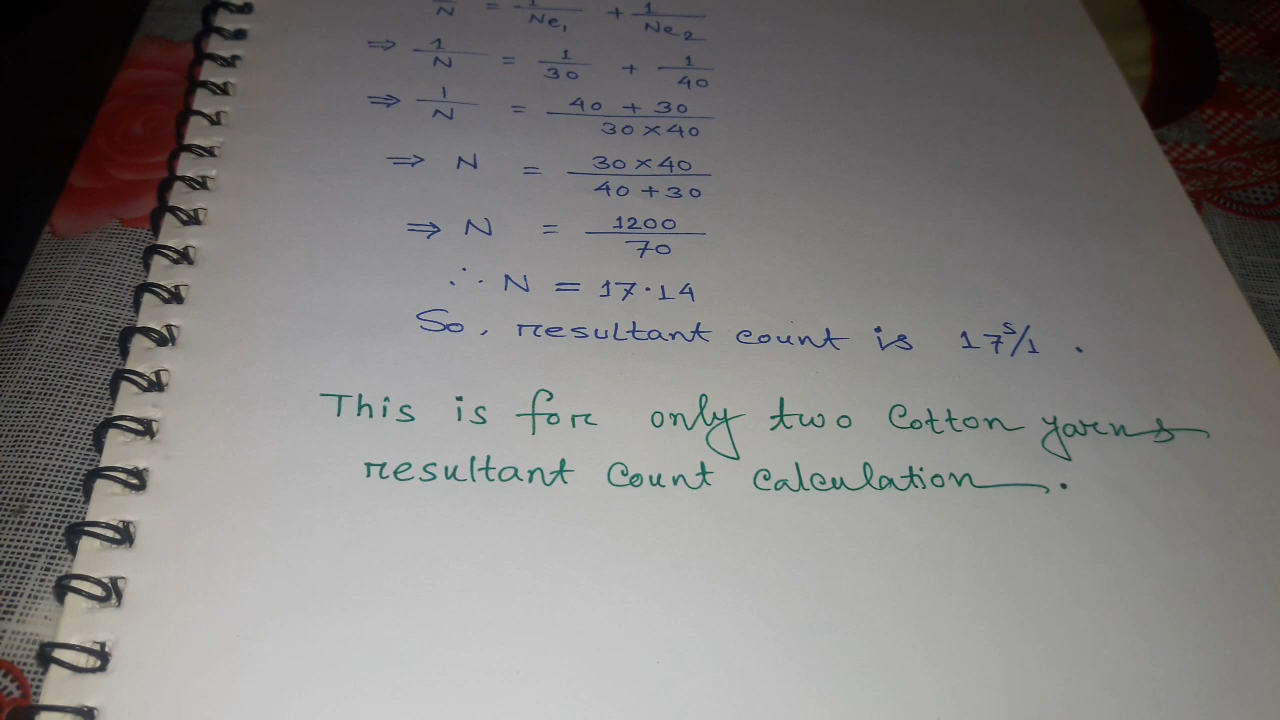 1/N = 1/Ne₁ + 1/Ne₂
⇒ 1/N = 1/30 + 1/40
⇒ 1/N = (40 + 30)/(30 × 40)
⇒ N = (30 × 40)/(40 + 30)
⇒ N = 1200/70
∴ N = 17.14
So, resultant count is 17ˢ/1 .
This is for only two Cotton yarns
resultant Count calculation.